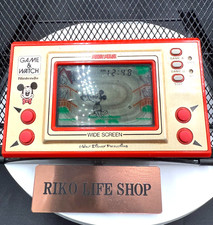 GAME &
WATCH
Nintendo
WIDE SCREEN
© Walt Disney Productions
RIKO LIFE SHOP